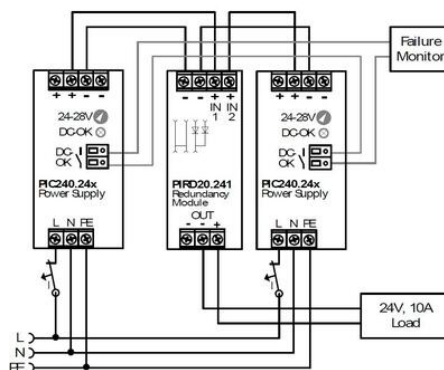 Failure
Monitor
+ + - -
24-28V
DC-OK
DC-
OK
PIC240.24x
Power Supply
L N PE
- - + +
IN IN
1 2
PIRD20.241
Redundancy
Module
OUT
- - +
+ + - -
24-28V
DC-OK
DC-
OK
PIC240.24x
Power Supply
L N PE
24V, 10A
Load
L
N
PE